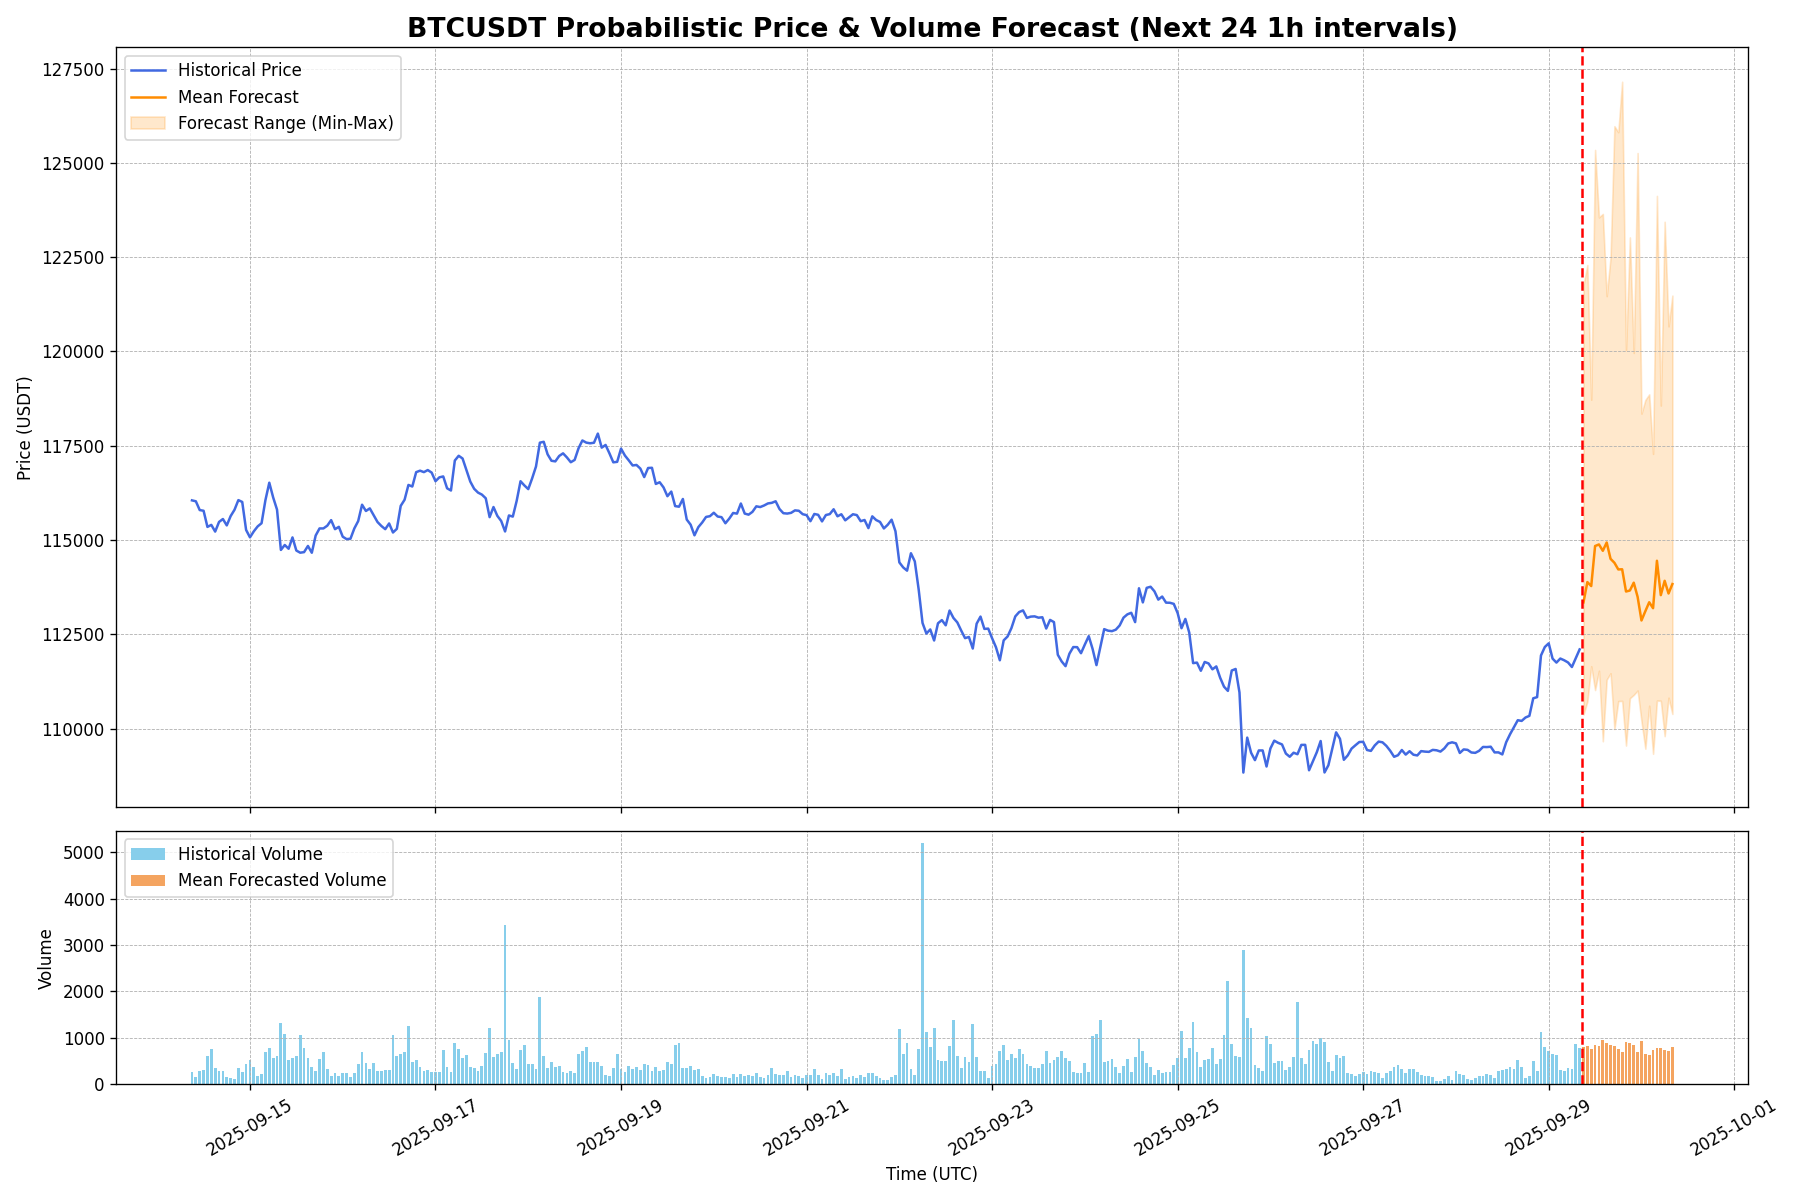 BTCUSDT Probabilistic Price & Volume Forecast (Next 24 1h intervals)
Historical Price
Mean Forecast
Forecast Range (Min-Max)
127500
125000
122500
120000
117500
115000
112500
110000
Price (USDT)
Historical Volume
Mean Forecasted Volume
5000
4000
3000
2000
1000
0
Volume
2025-09-15
2025-09-17
2025-09-19
2025-09-21
2025-09-23
2025-09-25
2025-09-27
2025-09-29
2025-10-01
Time (UTC)